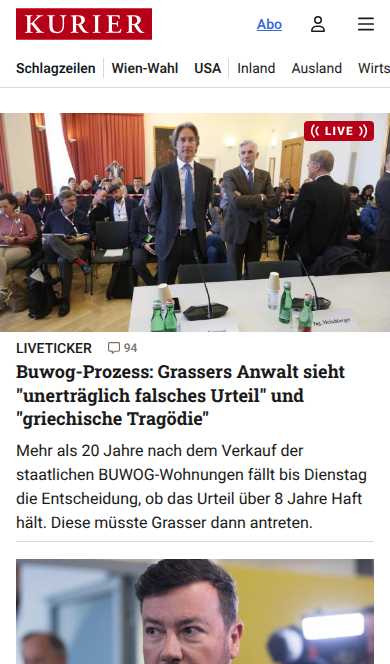 KURIER
Abo
Schlagzeilen
Wien-Wahl
USA
Inland
Ausland
Wirts
LIVE
LIVETICKER
94
Buwog-Prozess: Grassers Anwalt sieht
"unerträglich falsches Urteil" und
"griechische Tragödie"
Mehr als 20 Jahre nach dem Verkauf der
staatlichen BUWOG-Wohnungen fällt bis Dienstag
die Entscheidung, ob das Urteil über 8 Jahre Haft
hält. Diese müsste Grasser dann antreten.